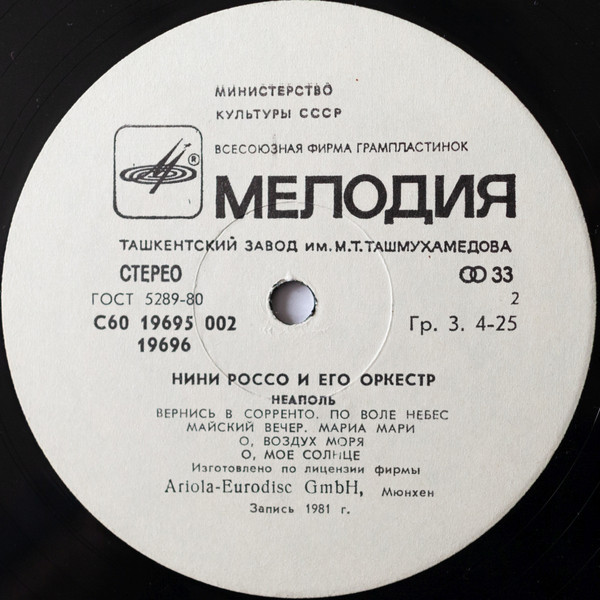 МИНИСТЕРСТВО
КУЛЬТУРЫ СССР
ВСЕСОЮЗНАЯ ФИРМА ГРАМПЛАСТИНОК
®
МЕЛОДИЯ
ТАШКЕНТСКИЙ ЗАВОД ИМ. М.Т. ТАШМУХАМЕДОВА
СТЕРЕО 33
ГОСТ 5289-80 2
С60 19695 002 Гр. 3. 4-25
19696
НИНИ РОССО И ЕГО ОРКЕСТР
НЕАПОЛЬ
ВЕРНИСЬ В СОРРЕНТО. ПО ВОЛЕ НЕБЕС
МАЙСКИЙ ВЕЧЕР. МАРИА МАРИ
О, ВОЗДУХ МОРЯ
О, МОЕ СОЛНЦЕ
Изготовлено по лицензии фирмы
Ariola-Eurodisc GmbH, Мюнхен
Запись 1981 г.